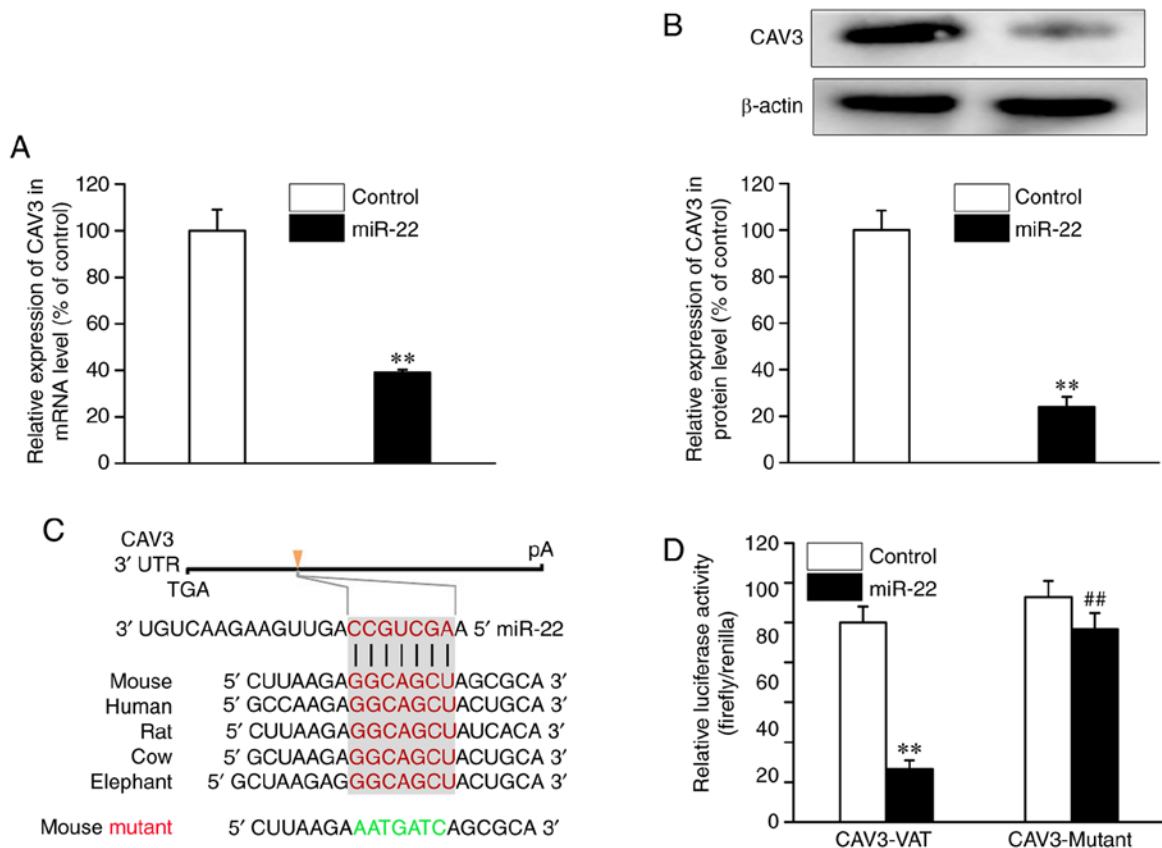 A
Relative expression of CAV3 in
mRNA level (% of control)
120
100
80
60
40
20
0
Control
miR-22
**
B
CAV3
β-actin
Relative expression of CAV3 in
protein level (% of control)
120
100
80
60
40
20
0
Control
miR-22
**
C
CAV3
3′ UTR
TGA
pA
3′ UGUCAAGAAGUUGACCGUCGAA 5′ miR-22
Mouse 5′ CUUAAGAGGCAGCUAGCGCA 3′
Human 5′ GCCAAGAGGCAGCUACUGCA 3′
Rat 5′ CUUAAGAGGCAGCUAUCACA 3′
Cow 5′ GCUAAGAGGCAGCUACUGCA 3′
Elephant 5′ GCUAAGAGGGCAGCUACUGCA 3′
Mouse mutant 5′ CUUAAGAAATGATCAGCGCA 3′
D
Relative luciferase activity
(firefly/renilla)
120
100
80
60
40
20
0
Control
miR-22
**
##
CAV3-VAT
CAV3-Mutant